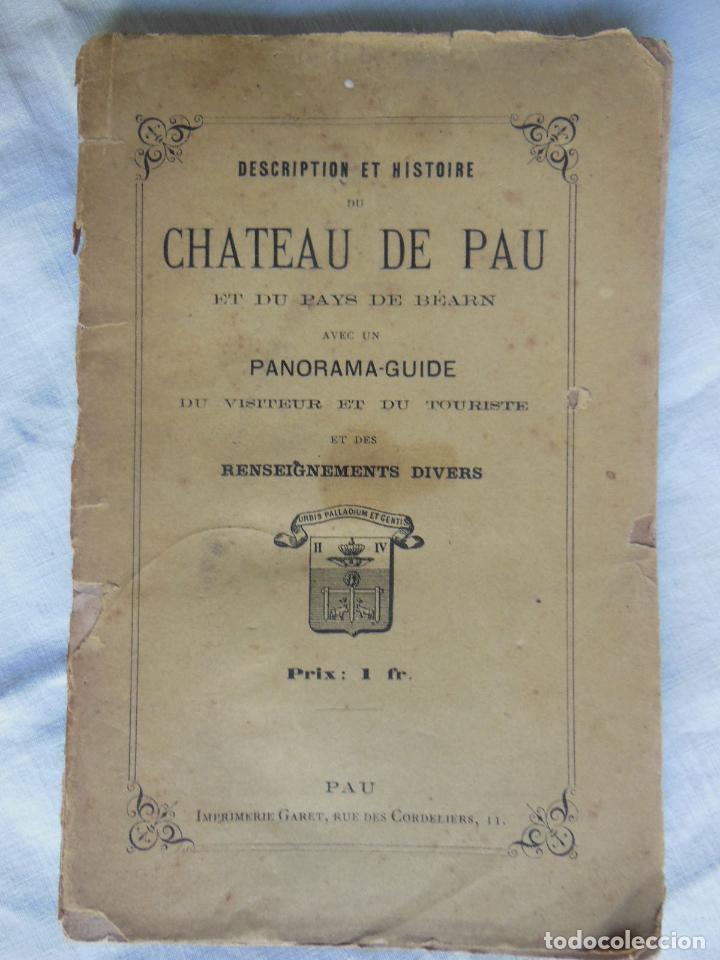 DESCRIPTION ET HISTOIRE
DU
CHATEAU DE PAU
ET DU PAYS DE BÉARN
AVEC UN
PANORAMA-GUIDE
DU VISITEUR ET DU TOURISTE
ET DES
RENSEIGNEMENTS DIVERS
URBIS PALLADIUM ET GENTIS
H IV
Prix: 1 fr.
PAU
IMPRIMERIE GARET, RUE DES CORDELIERS, 11.
todocoleccion
todocoleccion.net